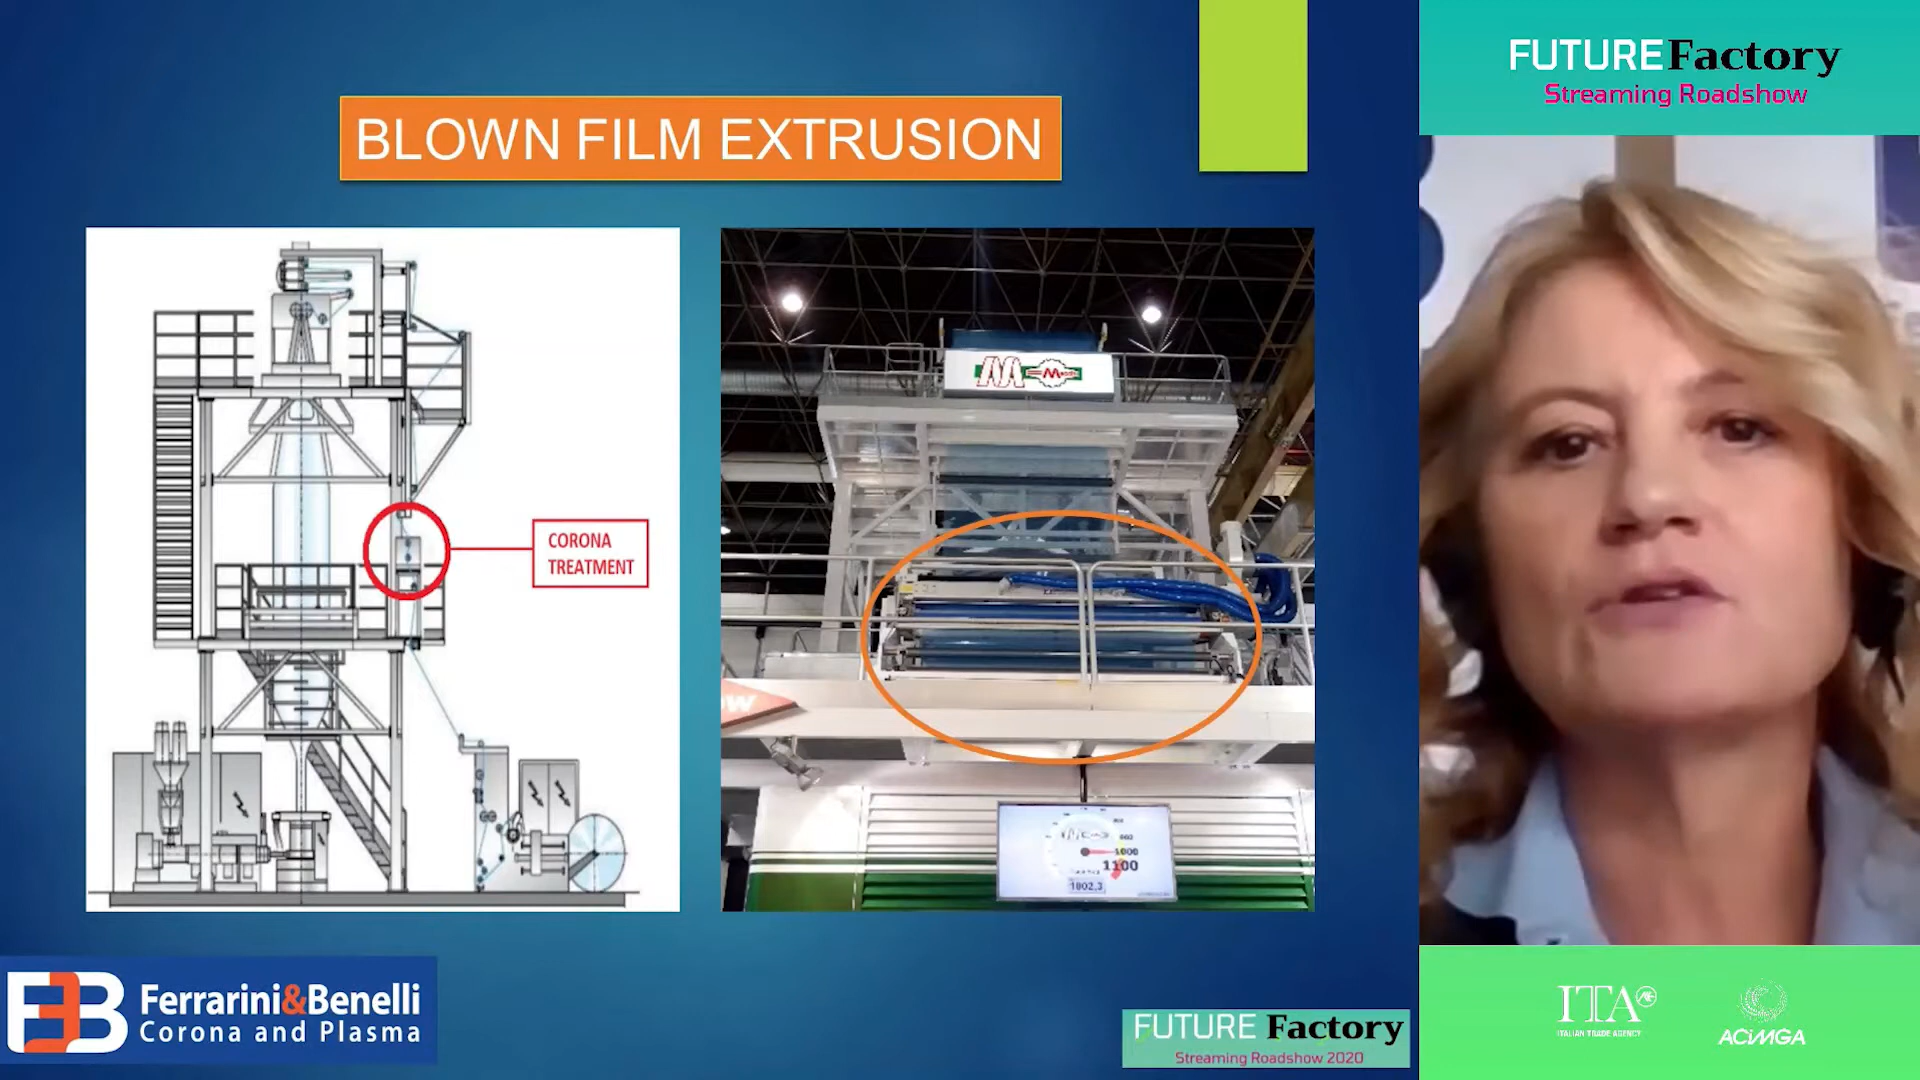 BLOWN FILM EXTRUSION
CORONA
TREATMENT
1000
1100
1002.3
Ferrarini&Benelli
Corona and Plasma
FUTURE Factory
Streaming Roadshow 2020
FUTURE Factory
Streaming Roadshow
ITA
ITALIAN TRADE AGENCY
ACIMGA